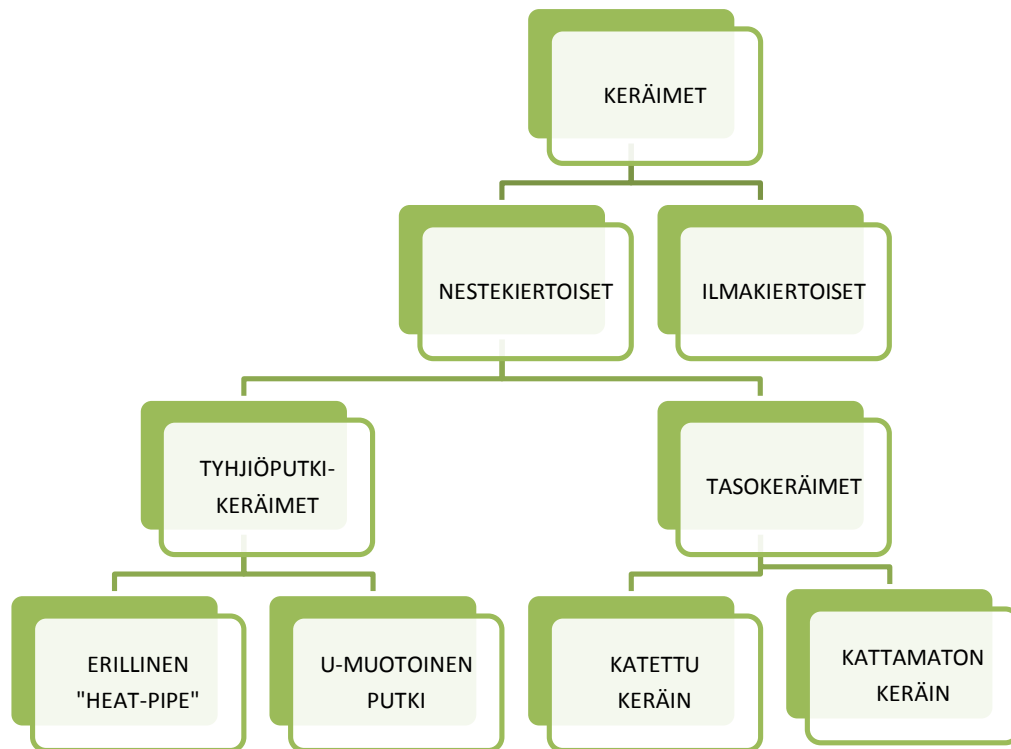 KERÄIMET
NESTEKIERTOISET
ILMAKIERTOISET
TYHJIÖPUTKI-
KERÄIMET
TASOKERÄIMET
ERILLINEN
"HEAT-PIPE"
U-MUOTOINEN
PUTKI
KATETTU
KERÄIN
KATTAMATON
KERÄIN